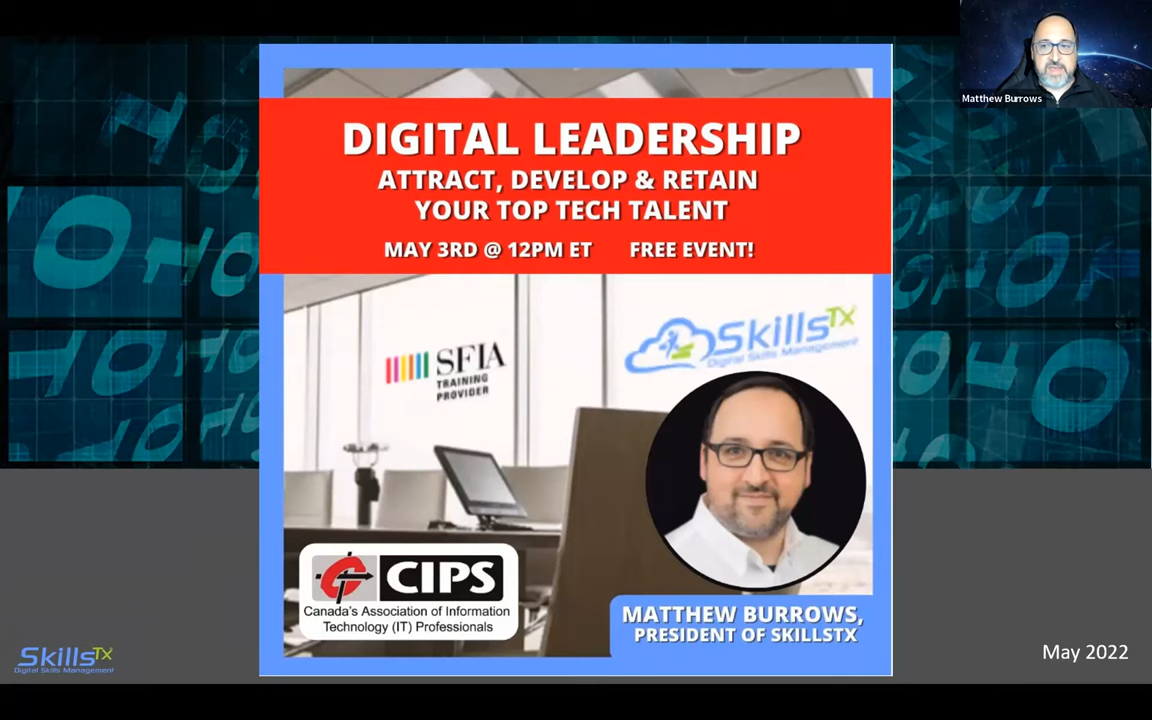 Matthew Burrows
DIGITAL LEADERSHIP
ATTRACT, DEVELOP & RETAIN
YOUR TOP TECH TALENT
MAY 3RD @ 12PM ET FREE EVENT!
SFIA
TRAINING
PROVIDER
SkillsTX
Digital Skills Management
CIPS
Canada's Association of Information
Technology (IT) Professionals
MATTHEW BURROWS,
PRESIDENT OF SKILLSTX
SkillsTX
Digital Skills Management
May 2022